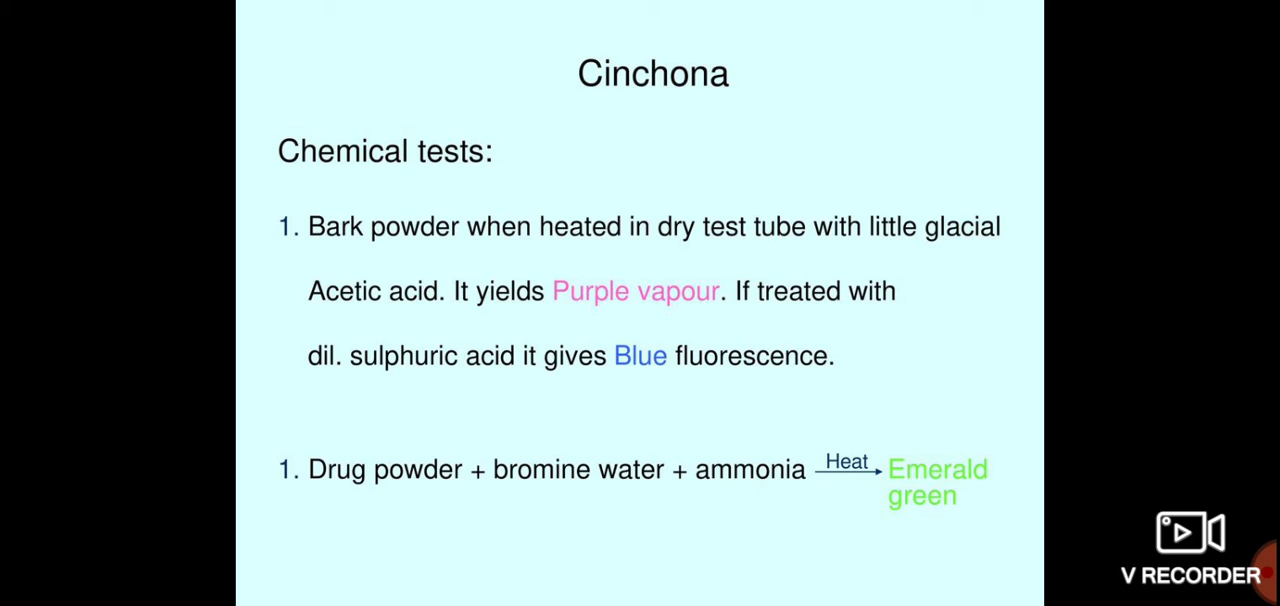 Cinchona
Chemical tests:
1. Bark powder when heated in dry test tube with little glacial
Acetic acid. It yields Purple vapour. If treated with
dil. sulphuric acid it gives Blue fluorescence.
1. Drug powder + bromine water + ammonia Heat Emerald
green
V RECORDER